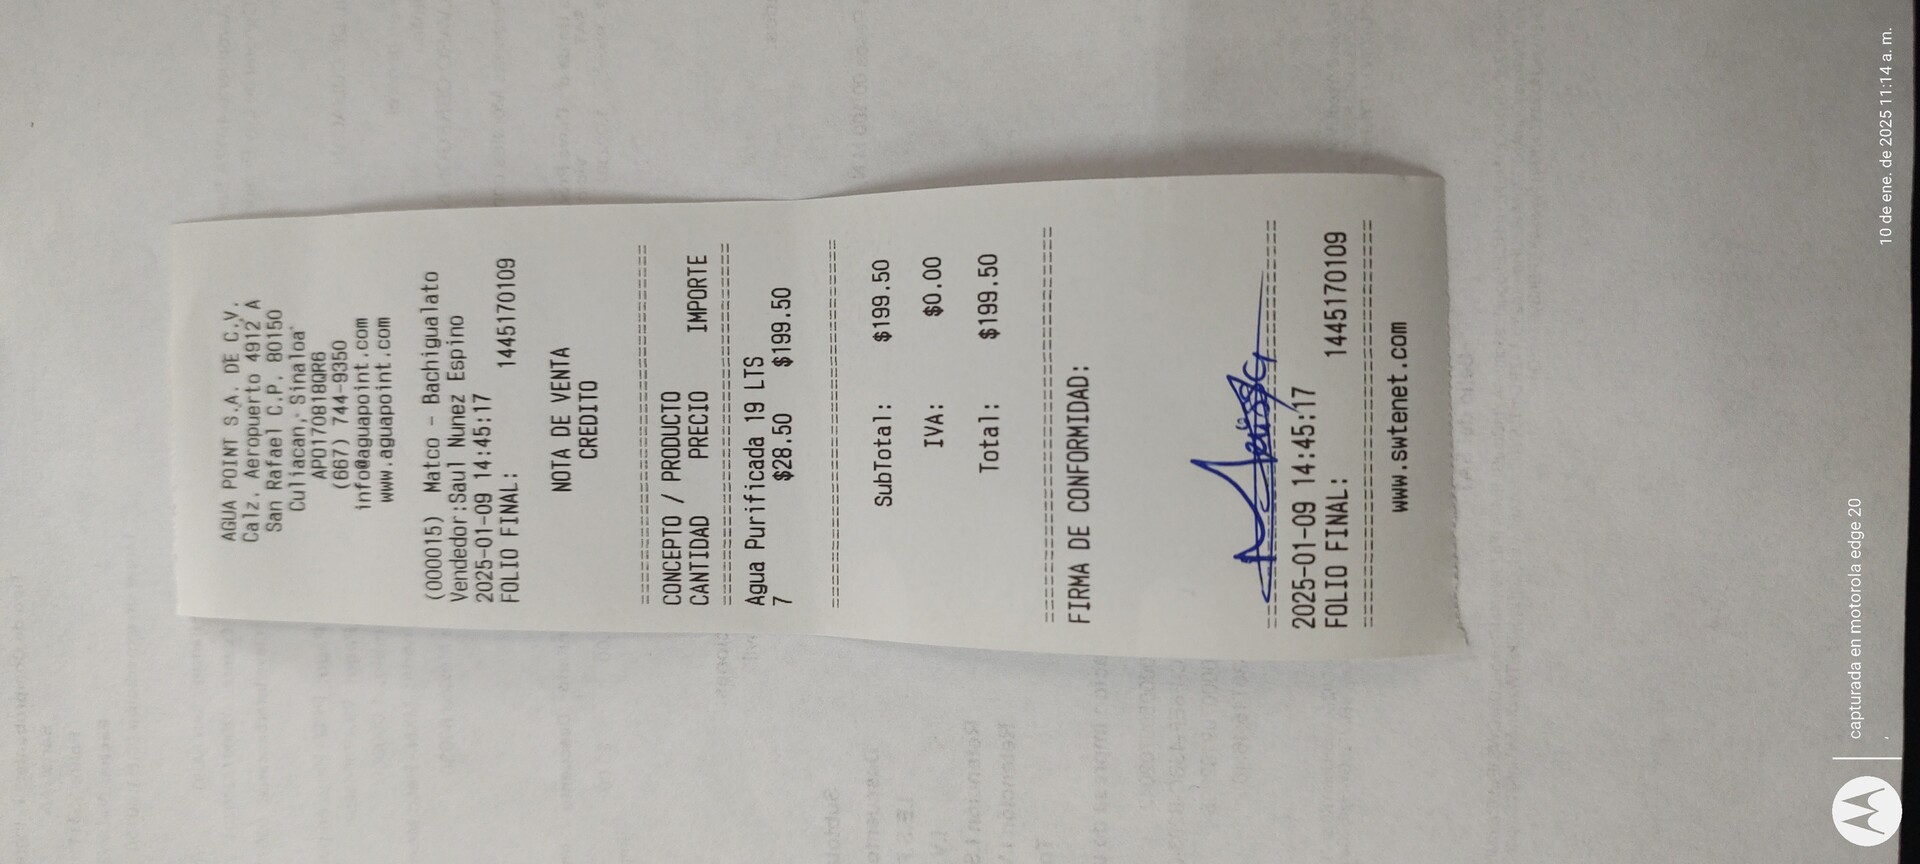 AGUA POINT S.A. DE C.V.
Calz. Aeropuerto 4912 A
San Rafael C.P. 80150
Culiacan, Sinaloa
APO170818QR6
(667) 744-9350
info@aguapoint.com
www.aguapoint.com
(000015) Matco - Bachigualato
Vendedor:Saul Nunez Espino
2025-01-09 14:45:17
FOLIO FINAL: 1445170109
NOTA DE VENTA
CREDITO
CONCEPTO / PRODUCTO
CANTIDAD PRECIO IMPORTE
Agua Purificada 19 LTS
7 $28.50 $199.50
SubTotal: $199.50
IVA: $0.00
Total: $199.50
FIRMA DE CONFORMIDAD:
2025-01-09 14:45:17
FOLIO FINAL: 1445170109
www.swtenet.com
capturada en motorola edge 20
10 de ene. de 2025 11:14 a. m.